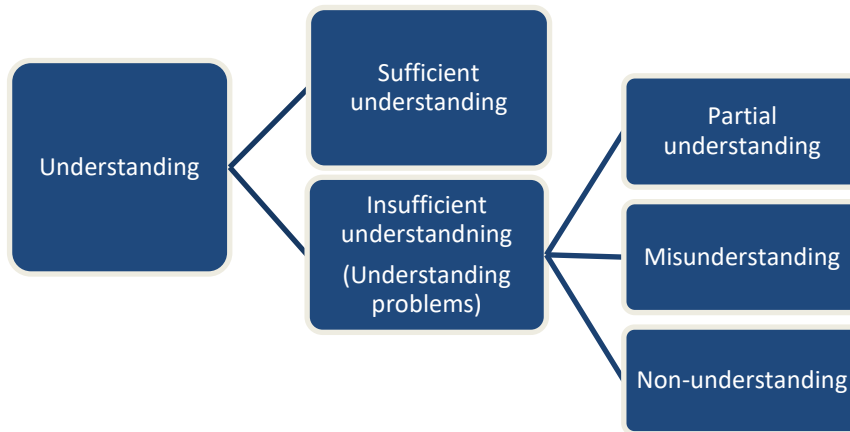 Understanding
Sufficient
understanding
Insufficient
understandning
(Understanding
problems)
Partial
understanding
Misunderstanding
Non-understanding